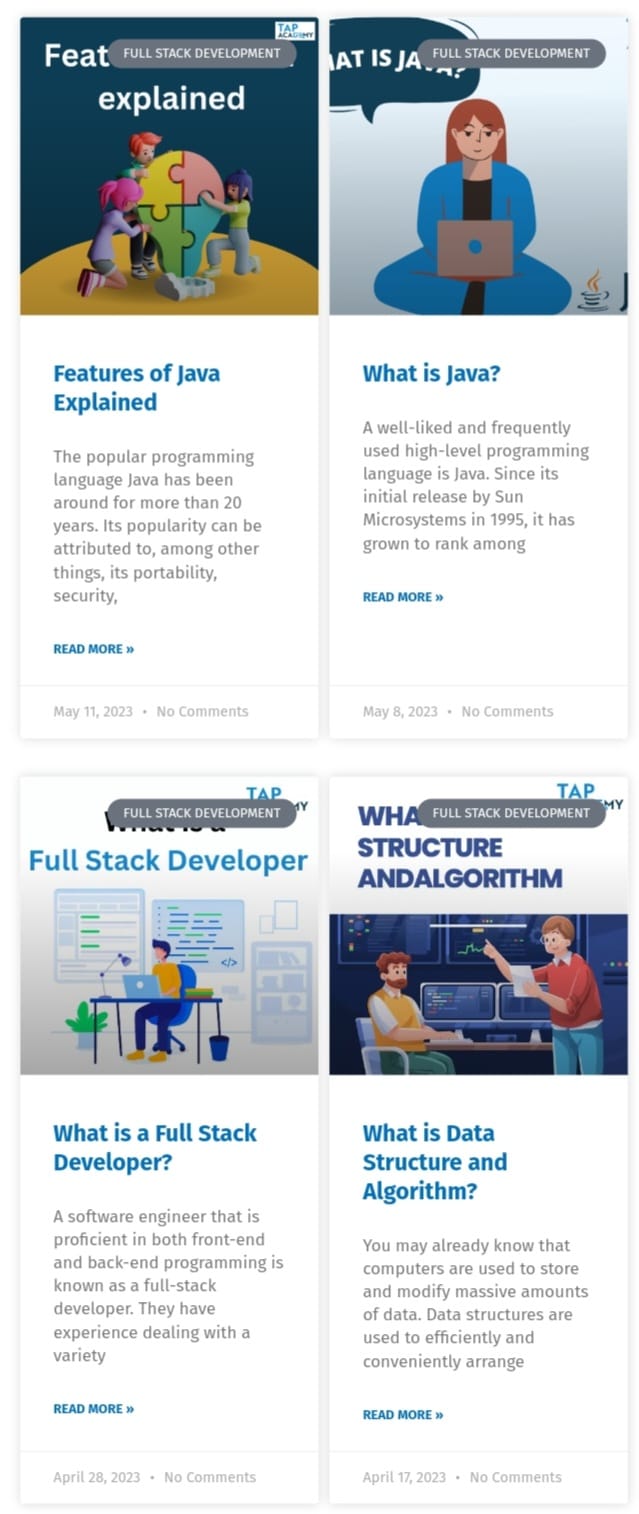 TAP
ACADEMY
FULL STACK DEVELOPMENT
explained
Features of Java
Explained
The popular programming
language Java has been
around for more than 20
years. Its popularity can be
attributed to, among other
things, its portability,
security,
READ MORE »
May 11, 2023 • No Comments
FULL STACK DEVELOPMENT
IS JAVA?
What is Java?
A well-liked and frequently
used high-level programming
language is Java. Since its
initial release by Sun
Microsystems in 1995, it has
grown to rank among
READ MORE »
May 8, 2023 • No Comments
TAP
FULL STACK DEVELOPMENT
What is a
Full Stack Developer
</>
What is a Full Stack
Developer?
A software engineer that is
proficient in both front-end
and back-end programming is
known as a full-stack
developer. They have
experience dealing with a
variety
READ MORE »
April 28, 2023 • No Comments
TAP
FULL STACK DEVELOPMENT
STRUCTURE
ANDALGORITHM
What is Data
Structure and
Algorithm?
You may already know that
computers are used to store
and modify massive amounts
of data. Data structures are
used to efficiently and
conveniently arrange
READ MORE »
April 17, 2023 • No Comments